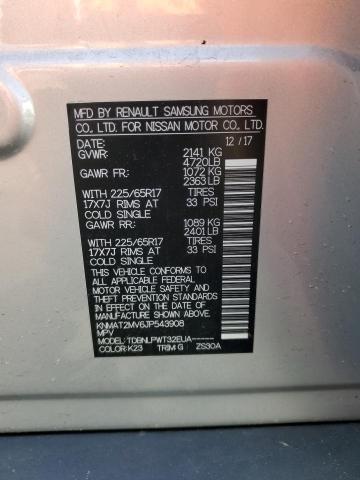 MFD BY RENAULT SAMSUNG MOTORS
CO., LTD. FOR NISSAN MOTOR CO., LTD.
DATE: 12 / 17
GVWR: 2141 KG
4720LB
GAWR FR: 1072 KG
2363 LB
WITH 225/65R17 TIRES
17X7J RIMS AT 33 PSI
COLD SINGLE
GAWR RR: 1089 KG
2401 LB
WITH 225/65R17 TIRES
17X7J RIMS AT 33 PSI
COLD SINGLE
THIS VEHICLE CONFORMS TO
ALL APPLICABLE FEDERAL
MOTOR VEHICLE SAFETY
STANDARDS IN EFFECT ON THE DATE
OF MANUFACTURE SHOWN ABOVE.
KNMAT2MV6JP543908
MPV
MODEL: TDBNLPWT32EUA-----
COLOR: K23 TRIM: G ZS30A